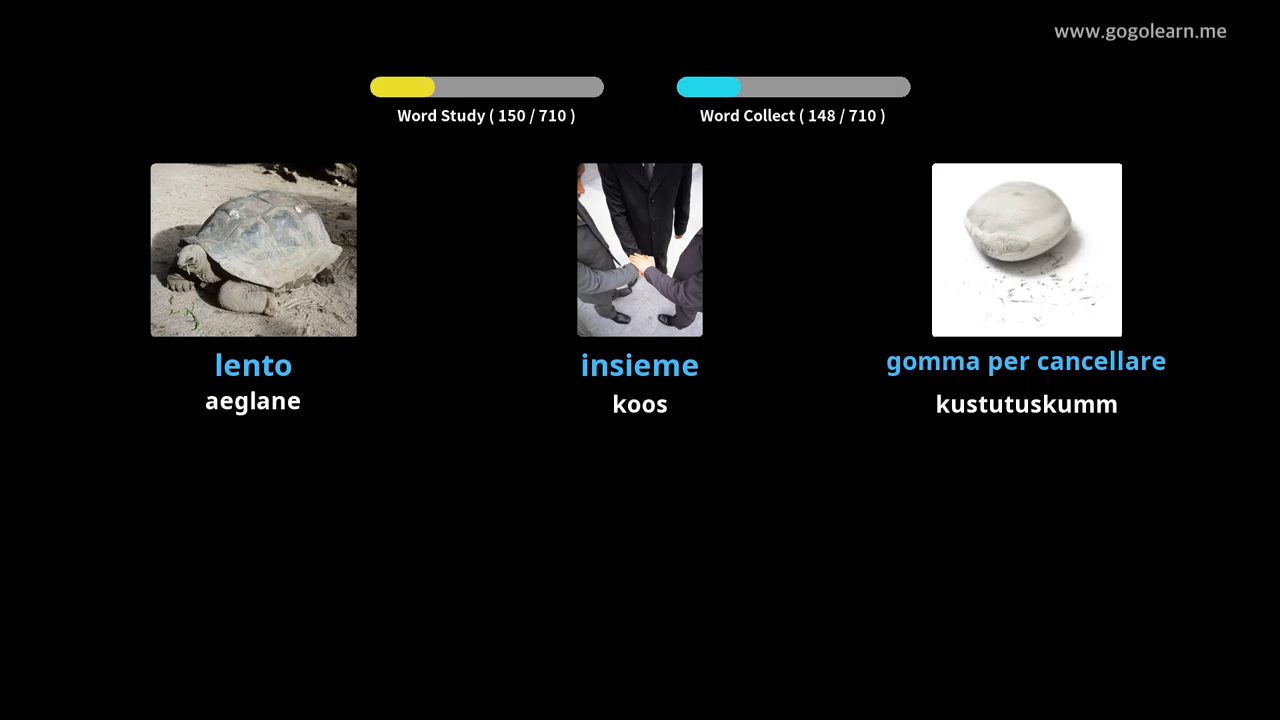 www.gogolearn.me
Word Study ( 150 / 710 )
Word Collect ( 148 / 710 )
lento
aeglane
insieme
koos
gomma per cancellare
kustutuskumm